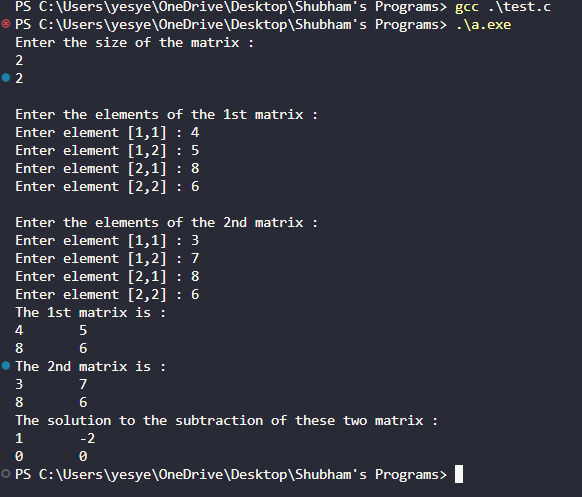 PS C:\Users\yesye\OneDrive\Desktop\Shubham's Programs> gcc .\test.c
PS C:\Users\yesye\OneDrive\Desktop\Shubham's Programs> .\a.exe
Enter the size of the matrix :
2
2

Enter the elements of the 1st matrix :
Enter element [1,1] : 4
Enter element [1,2] : 5
Enter element [2,1] : 8
Enter element [2,2] : 6

Enter the elements of the 2nd matrix :
Enter element [1,1] : 3
Enter element [1,2] : 7
Enter element [2,1] : 8
Enter element [2,2] : 6
The 1st matrix is :
4       5
8       6
The 2nd matrix is :
3       7
8       6
The solution to the subtraction of these two matrix :
1       -2
0       0
PS C:\Users\yesye\OneDrive\Desktop\Shubham's Programs>